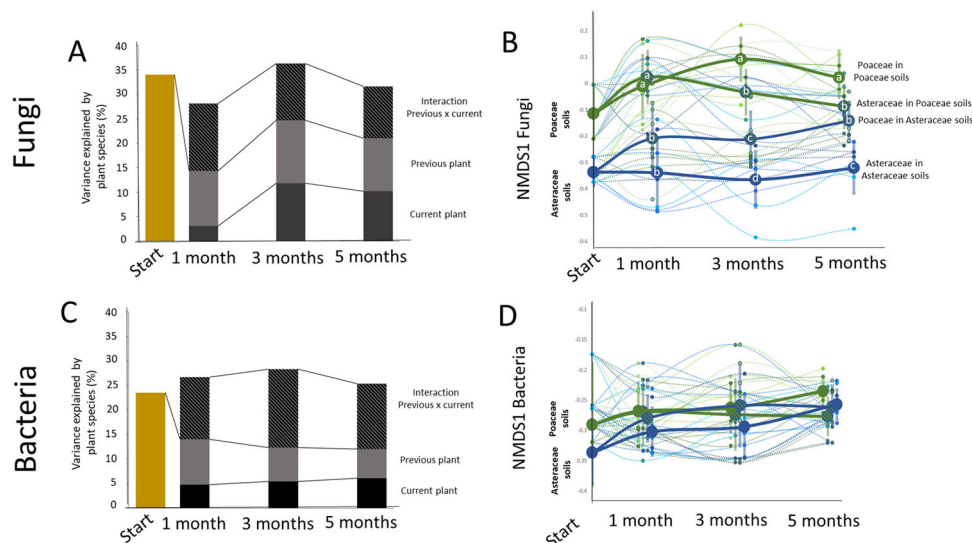 Fungi
A
Variance explained by
plant species (%)
40
35
30
25
20
15
10
5
0
Start
1 month
3 months
5 months
Interaction
Previous x current
Previous plant
Current plant
B
NMDS1 Fungi
Poaceae
soils
Asteraceae
soils
0.2
0.1
0
-0.1
-0.2
-0.3
-0.4
-0.5
-0.6
a
a
b
b
a
b
c
d
a
b
b
c
Start
1 month
3 months
5 months
Poaceae in
Poaceae soils
Asteraceae in Poaceae soils
Poaceae in Asteraceae soils
Asteraceae in
Asteraceae soils
Bacteria
C
Variance explained by
plant species (%)
40
35
30
25
20
15
10
5
0
Start
1 month
3 months
5 months
Interaction
Previous x current
Previous plant
Current plant
D
NMDS1 Bacteria
Poaceae
soils
Asteraceae
soils
-0.1
-0.15
-0.2
-0.25
-0.3
-0.35
-0.4
Start
1 month
3 months
5 months